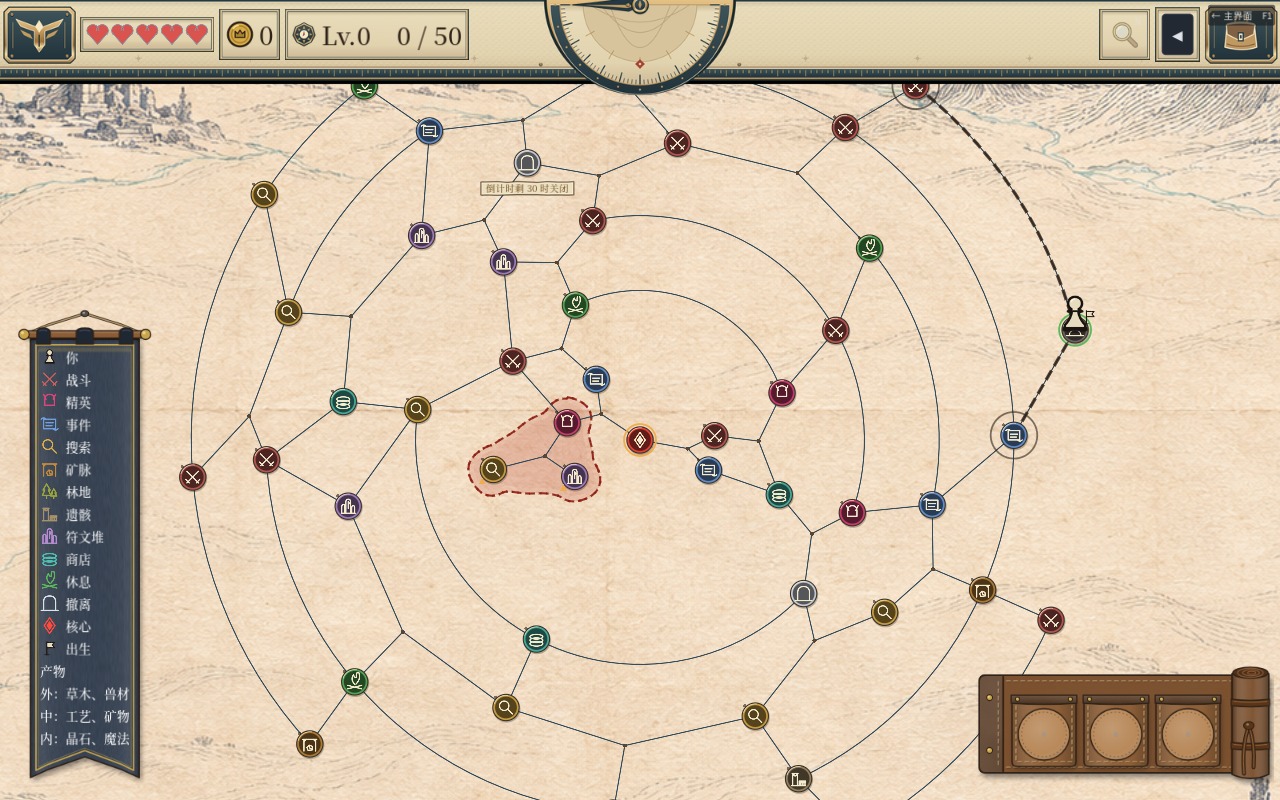 0
Lv.0 0 / 50
← 主界面 F1
倒计时剩 30 时关闭
你
战斗
精英
事件
搜索
矿脉
林地
遗骸
符文堆
商店
休息
撤离
核心
出生
产物
外：草木、兽材
中：工艺、矿物
内：晶石、魔法